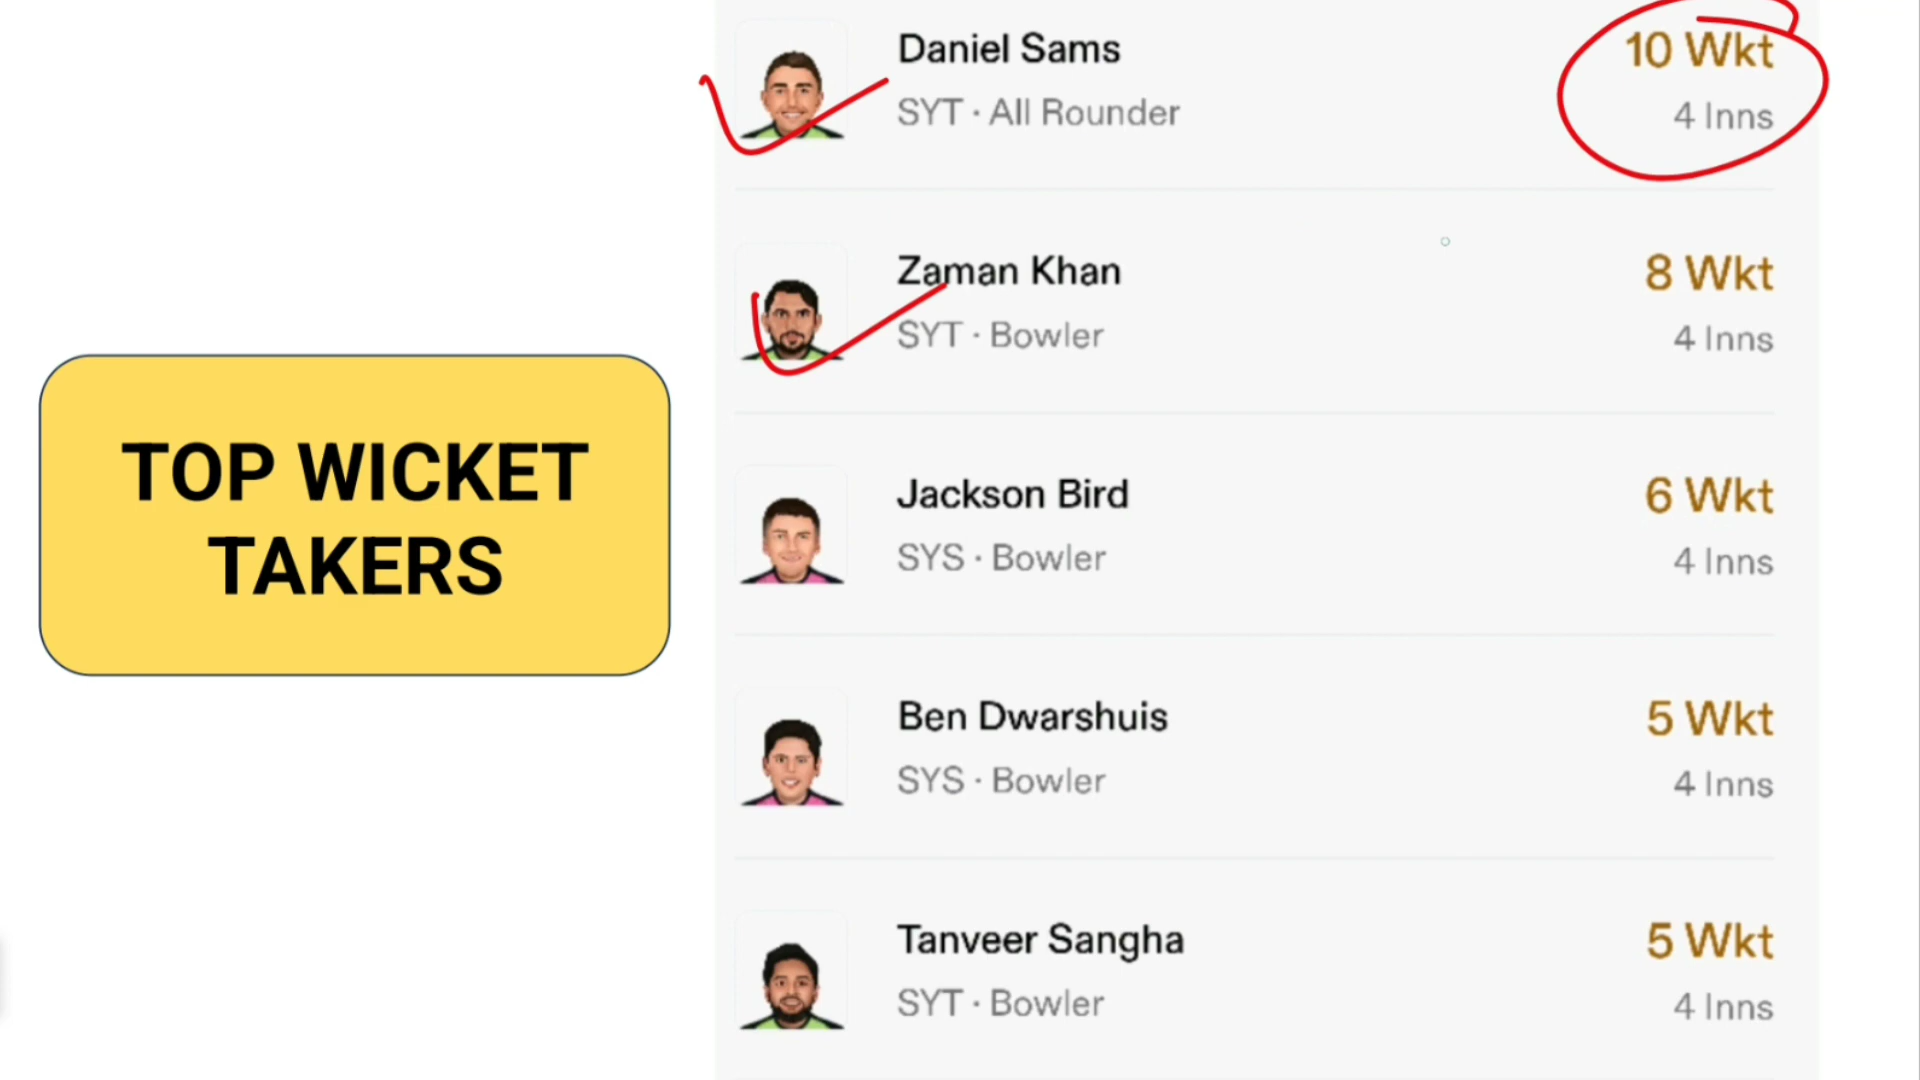 TOP WICKET
TAKERS
Daniel Sams
SYT · All Rounder
10 Wkt
4 Inns
Zaman Khan
SYT · Bowler
8 Wkt
4 Inns
Jackson Bird
SYS · Bowler
6 Wkt
4 Inns
Ben Dwarshuis
SYS · Bowler
5 Wkt
4 Inns
Tanveer Sangha
SYT · Bowler
5 Wkt
4 Inns